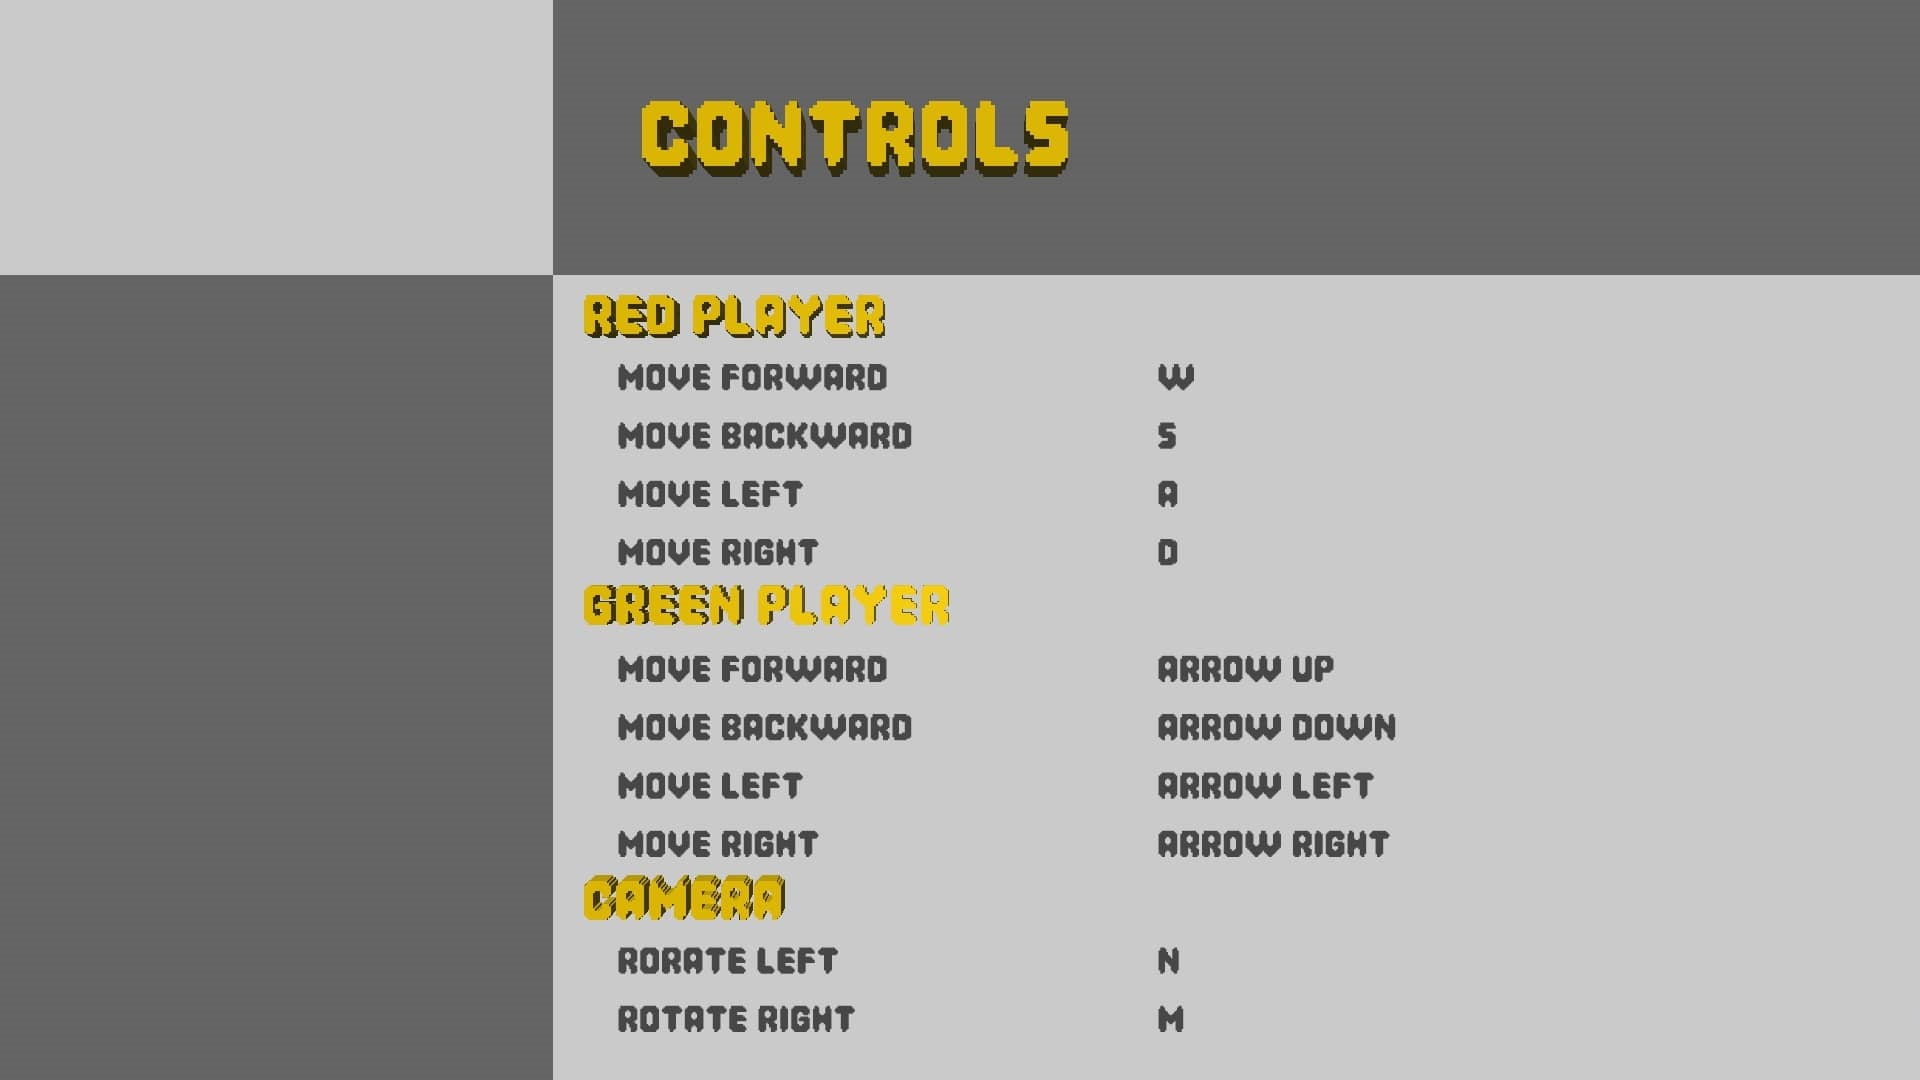 CONTROLS
RED PLAYER
MOVE FORWARD W
MOVE BACKWARD S
MOVE LEFT A
MOVE RIGHT D
GREEN PLAYER
MOVE FORWARD ARROW UP
MOVE BACKWARD ARROW DOWN
MOVE LEFT ARROW LEFT
MOVE RIGHT ARROW RIGHT
CAMERA
RORATE LEFT N
ROTATE RIGHT M